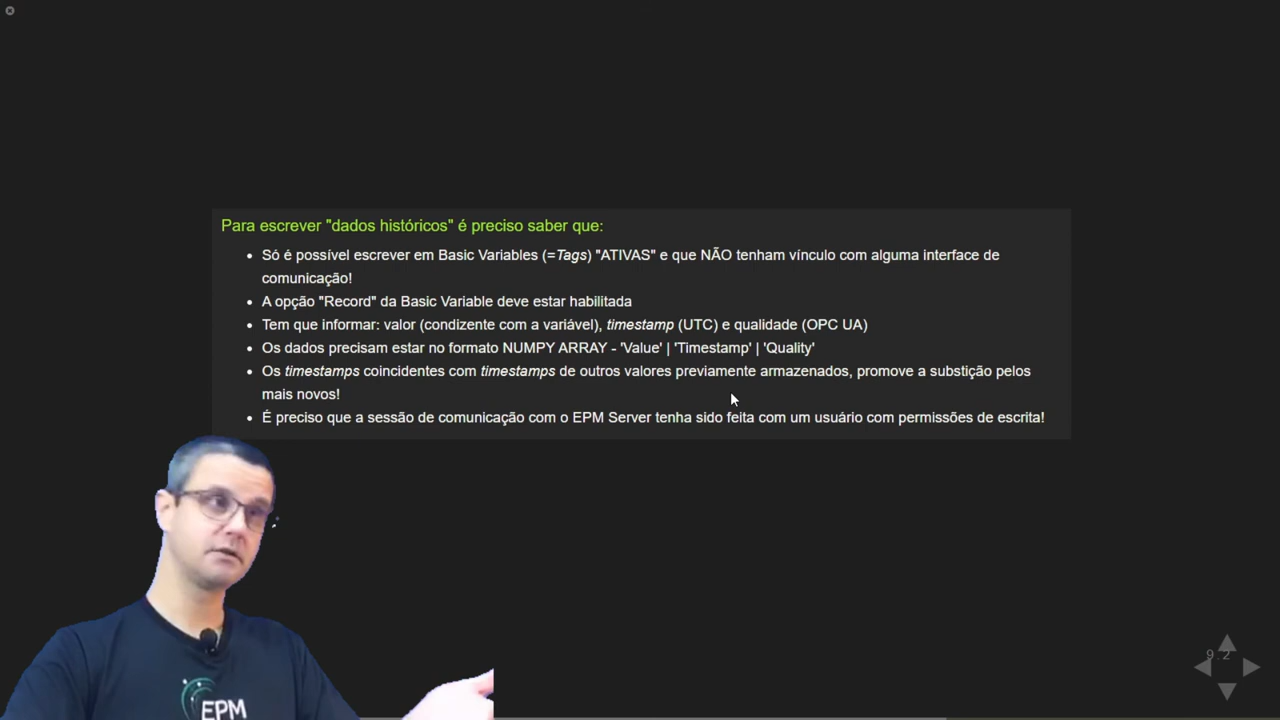 Para escrever "dados históricos" é preciso saber que:
Só é possível escrever em Basic Variables (=Tags) "ATIVAS" e que NÃO tenham vínculo com alguma interface de
comunicação!
A opção "Record" da Basic Variable deve estar habilitada
Tem que informar: valor (condizente com a variável), timestamp (UTC) e qualidade (OPC UA)
Os dados precisam estar no formato NUMPY ARRAY - 'Value' | 'Timestamp' | 'Quality'
Os timestamps coincidentes com timestamps de outros valores previamente armazenados, promove a substição pelos
mais novos!
É preciso que a sessão de comunicação com o EPM Server tenha sido feita com um usuário com permissões de escrita!
9.2
EPM